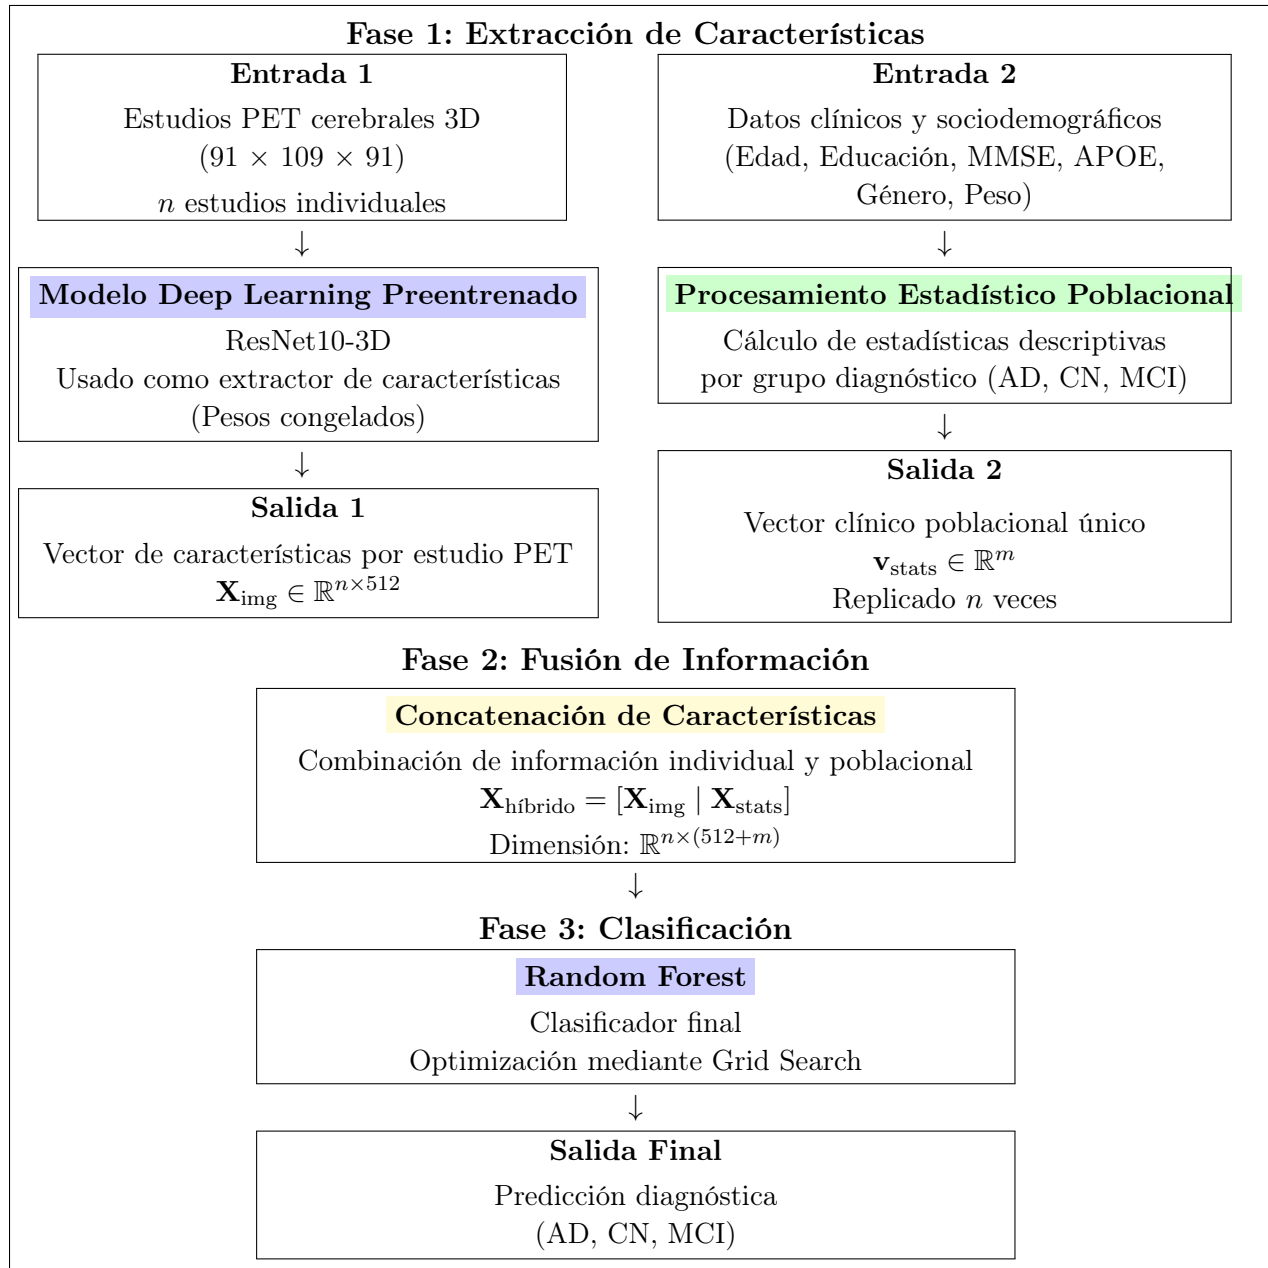 Fase 1: Extracción de Características
Entrada 1
Estudios PET cerebrales 3D
(91 × 109 × 91)
n estudios individuales
↓
Modelo Deep Learning Preentrenado
ResNet10-3D
Usado como extractor de características
(Pesos congelados)
↓
Salida 1
Vector de características por estudio PET
X_img ∈ ℝ^{n×512}
Entrada 2
Datos clínicos y sociodemográficos
(Edad, Educación, MMSE, APOE,
Género, Peso)
↓
Procesamiento Estadístico Poblacional
Cálculo de estadísticas descriptivas
por grupo diagnóstico (AD, CN, MCI)
↓
Salida 2
Vector clínico poblacional único
v_stats ∈ ℝ^m
Replicado n veces
Fase 2: Fusión de Información
Concatenación de Características
Combinación de información individual y poblacional
X_híbrido = [X_img | X_stats]
Dimensión: ℝ^{n×(512+m)}
↓
Fase 3: Clasificación
Random Forest
Clasificador final
Optimización mediante Grid Search
↓
Salida Final
Predicción diagnóstica
(AD, CN, MCI)